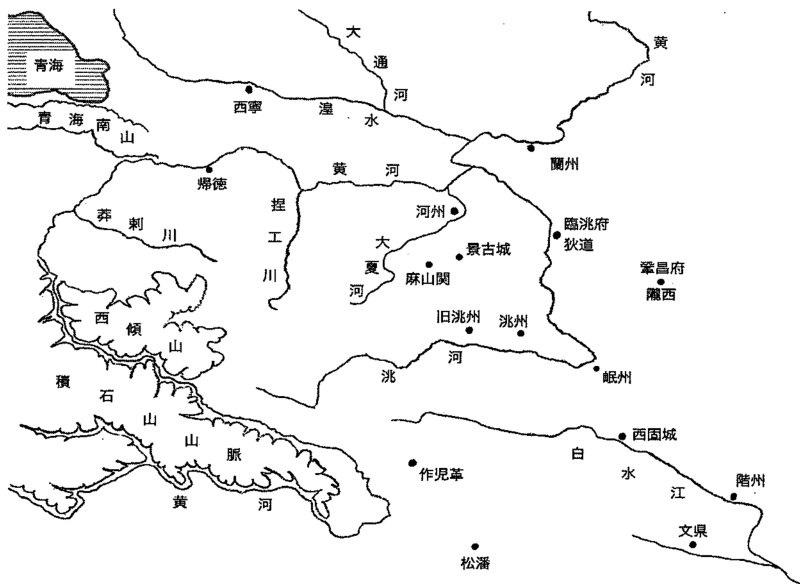 青海
青海南山
西寧
湟水
大通河
黄河
蘭州
帰徳
莽剌川
捏工川
黄河
河州
大夏河
景古城
麻山関
臨洮府
狄道
鞏昌府
隴西
旧洮州
洮州
洮河
岷州
西傾山
積石山山脈
黄河
作児革
松潘
西固城
白水江
階州
文県